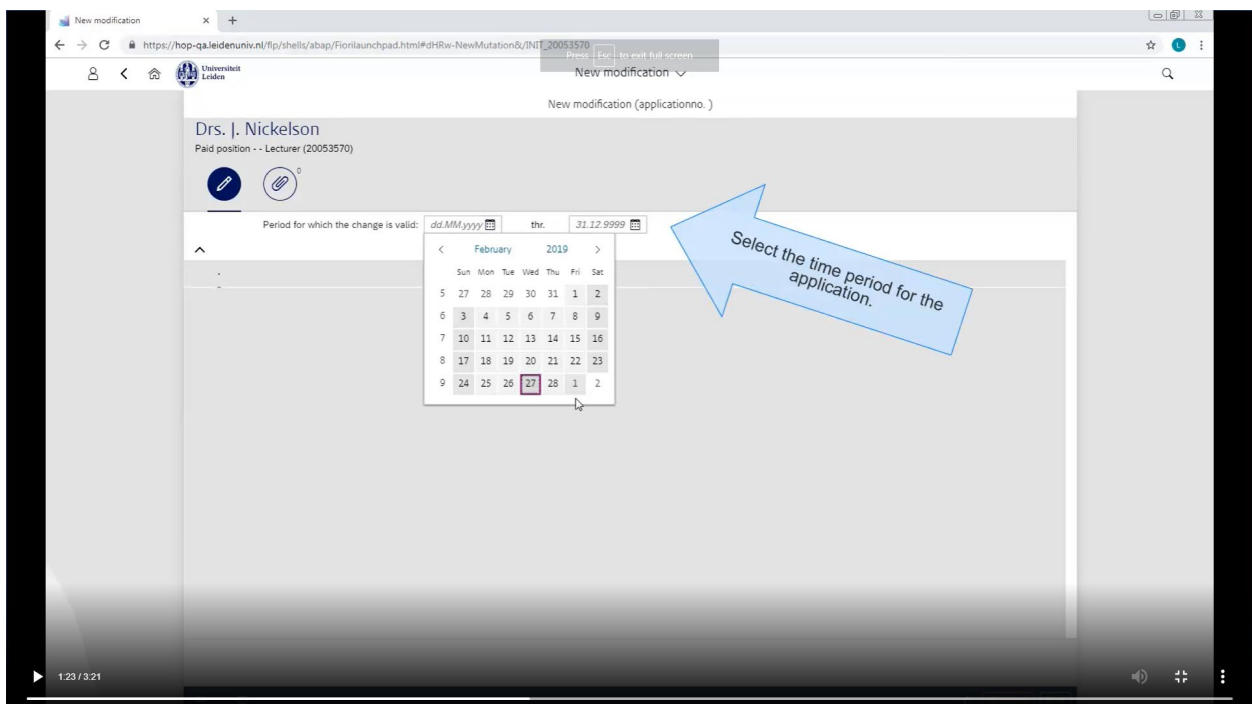 New modification
https://hop-qa.leidenuniv.nl/flp/shells/abap/Fiorilaunchpad.html#dHRw-NewMutation&/INIT_20053570
Press Esc to exit full screen
L
Universiteit
Leiden
New modification
New modification (applicationno. )
Drs. J. Nickelson
Paid position - - Lecturer (20053570)
0
Period for which the change is valid: dd.MM.yyyy thr. 31.12.9999
Select the time period for the
application.
February 2019
Sun Mon Tue Wed Thu Fri Sat
5 27 28 29 30 31 1 2
6 3 4 5 6 7 8 9
7 10 11 12 13 14 15 16
8 17 18 19 20 21 22 23
9 24 25 26 27 28 1 2
1:23 / 3:21